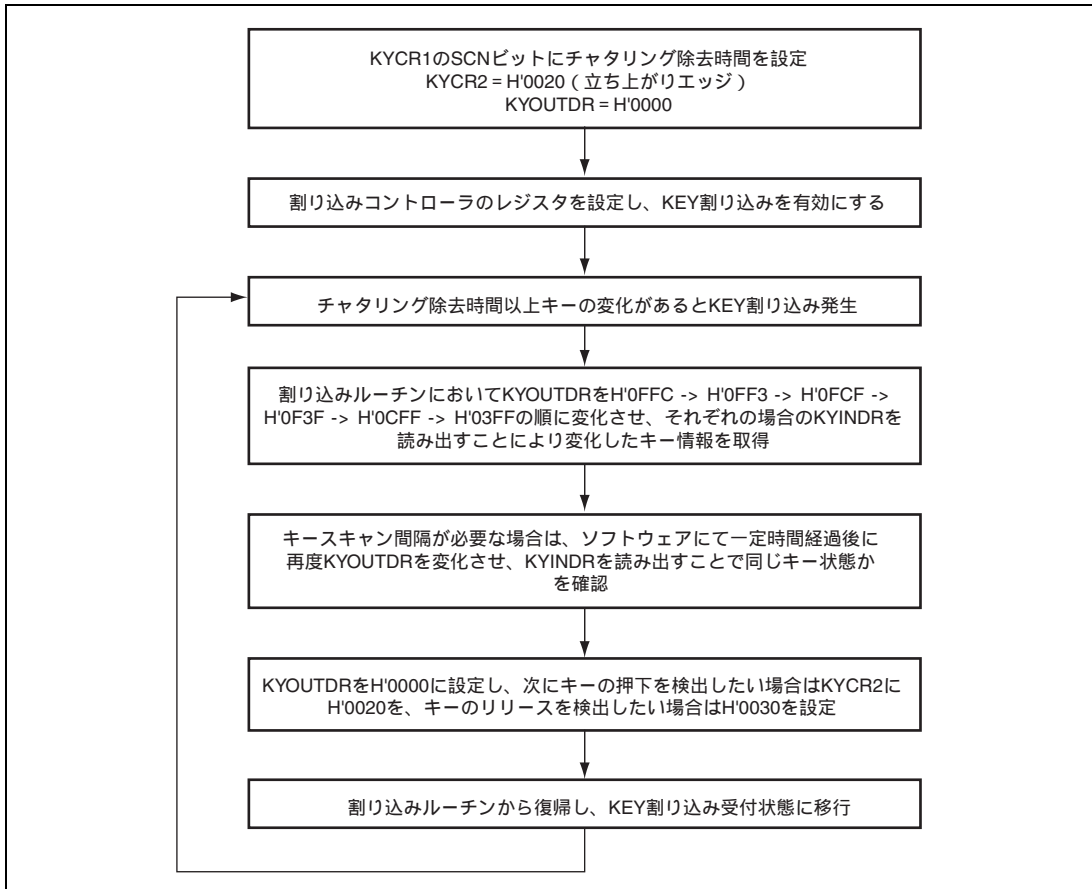 KYCR1のSCNビットにチャタリング除去時間を設定
KYCR2 = H'0020 ( 立ち上がりエッジ )
KYOUTDR = H'0000
割り込みコントローラのレジスタを設定し、KEY割り込みを有効にする
チャタリング除去時間以上キーの変化があるとKEY割り込み発生
割り込みルーチンにおいてKYOUTDRをH'0FFC -> H'0FF3 -> H'0FCF ->
H'0F3F -> H'0CFF -> H'03FFの順に変化させ、それぞれの場合のKYINDRを
読み出すことにより変化したキー情報を取得
キースキャン間隔が必要な場合は、ソフトウェアにて一定時間経過後に
再度KYOUTDRを変化させ、KYINDRを読み出すことで同じキー状態か
を確認
KYOUTDRをH'0000に設定し、次にキーの押下を検出したい場合はKYCR2に
H'0020を、キーのリリースを検出したい場合はH'0030を設定
割り込みルーチンから復帰し、KEY割り込み受付状態に移行